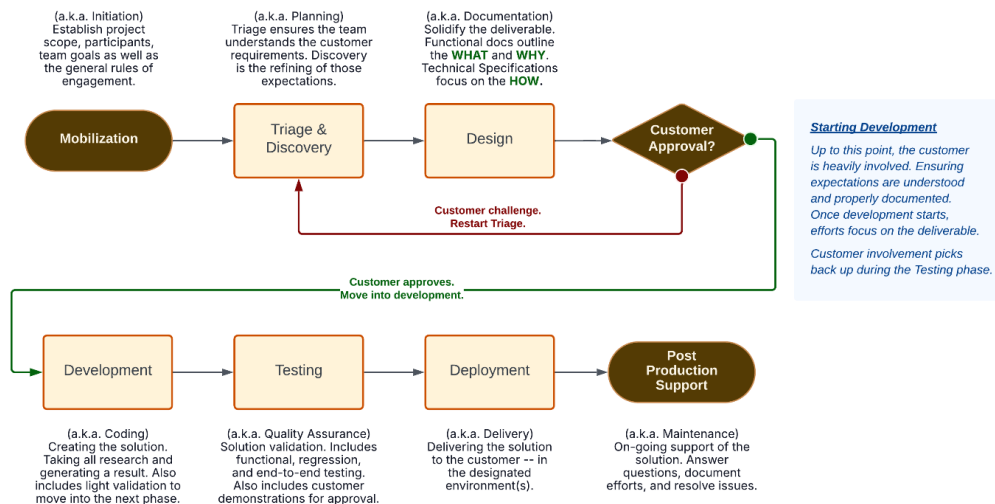 (a.k.a. Initiation)
Establish project
scope, participants,
team goals as well as
the general rules of
engagement.
(a.k.a. Planning)
Triage ensures the team
understands the customer
requirements. Discovery
is the refining of those
expectations.
(a.k.a. Documentation)
Solidify the deliverable.
Functional docs outline
the WHAT and WHY.
Technical Specifications
focus on the HOW.
Mobilization
Triage &
Discovery
Design
Customer
Approval?
Starting Development
Up to this point, the customer
is heavily involved. Ensuring
expectations are understood
and properly documented.
Once development starts,
efforts focus on the deliverable.
Customer involvement picks
back up during the Testing phase.
Customer challenge.
Restart Triage.
Customer approves.
Move into development.
Development
Testing
Deployment
Post
Production
Support
(a.k.a. Coding)
Creating the solution.
Taking all research and
generating a result. Also
includes light validation to
move into the next phase.
(a.k.a. Quality Assurance)
Solution validation. Includes
functional, regression,
and end-to-end testing.
Also includes customer
demonstrations for approval.
(a.k.a. Delivery)
Delivering the solution
to the customer -- in
the designated
environment(s).
(a.k.a. Maintenance)
On-going support of the
solution. Answer
questions, document
efforts, and resolve issues.